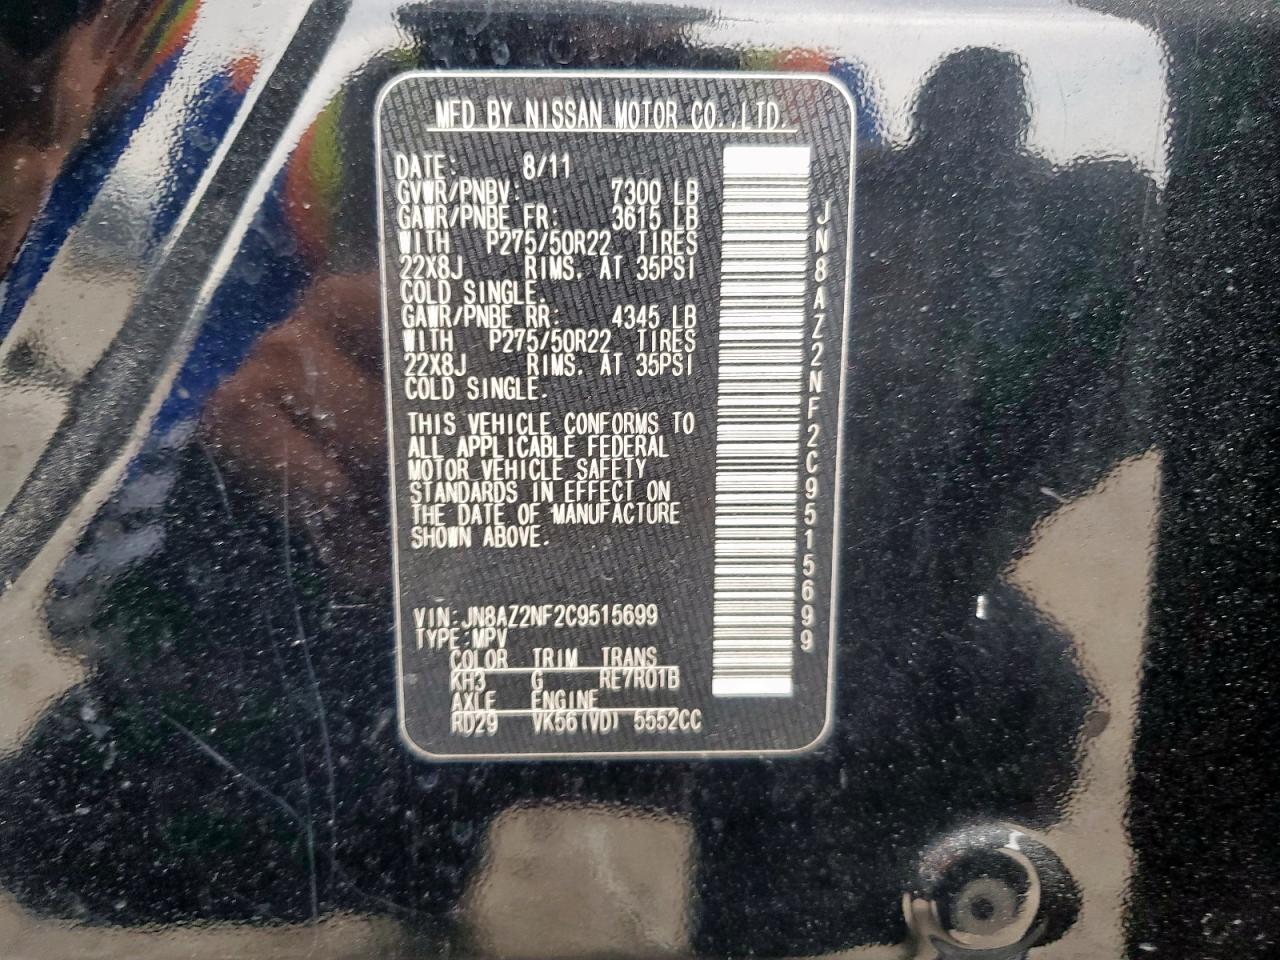 MFD BY NISSAN MOTOR CO.,LTD.
DATE: 8/11
GVWR/PNBV: 7300 LB
GAWR/PNBE FR: 3615 LB
WITH P275/50R22 TIRES
22X8J RIMS. AT 35PSI
COLD SINGLE.
GAWR/PNBE RR: 4345 LB
WITH P275/50R22 TIRES
22X8J RIMS. AT 35PSI
COLD SINGLE.
THIS VEHICLE CONFORMS TO
ALL APPLICABLE FEDERAL
MOTOR VEHICLE SAFETY
STANDARDS IN EFFECT ON
THE DATE OF MANUFACTURE
SHOWN ABOVE.
VIN:JN8AZ2NF2C9515699
TYPE:MPV
COLOR TRIM TRANS
KH3 G RE7R01B
AXLE ENGINE
RD29 VK56(VD) 5552CC
JN8AZ2NF2C9515699